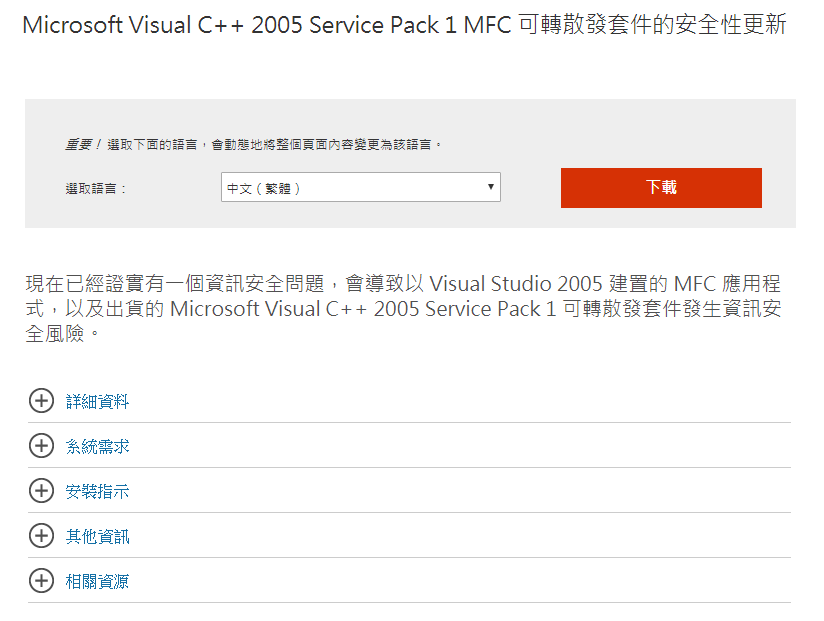 Microsoft Visual C++ 2005 Service Pack 1 MFC 可轉散發套件的安全性更新
重要！選取下面的語言，會動態地將整個頁面內容變更為該語言。
選取語言：
中文（繁體）
下載
現在已經證實有一個資訊安全問題，會導致以 Visual Studio 2005 建置的 MFC 應用程
式，以及出貨的 Microsoft Visual C++ 2005 Service Pack 1 可轉散發套件發生資訊安
全風險。
詳細資料
系統需求
安裝指示
其他資訊
相關資源